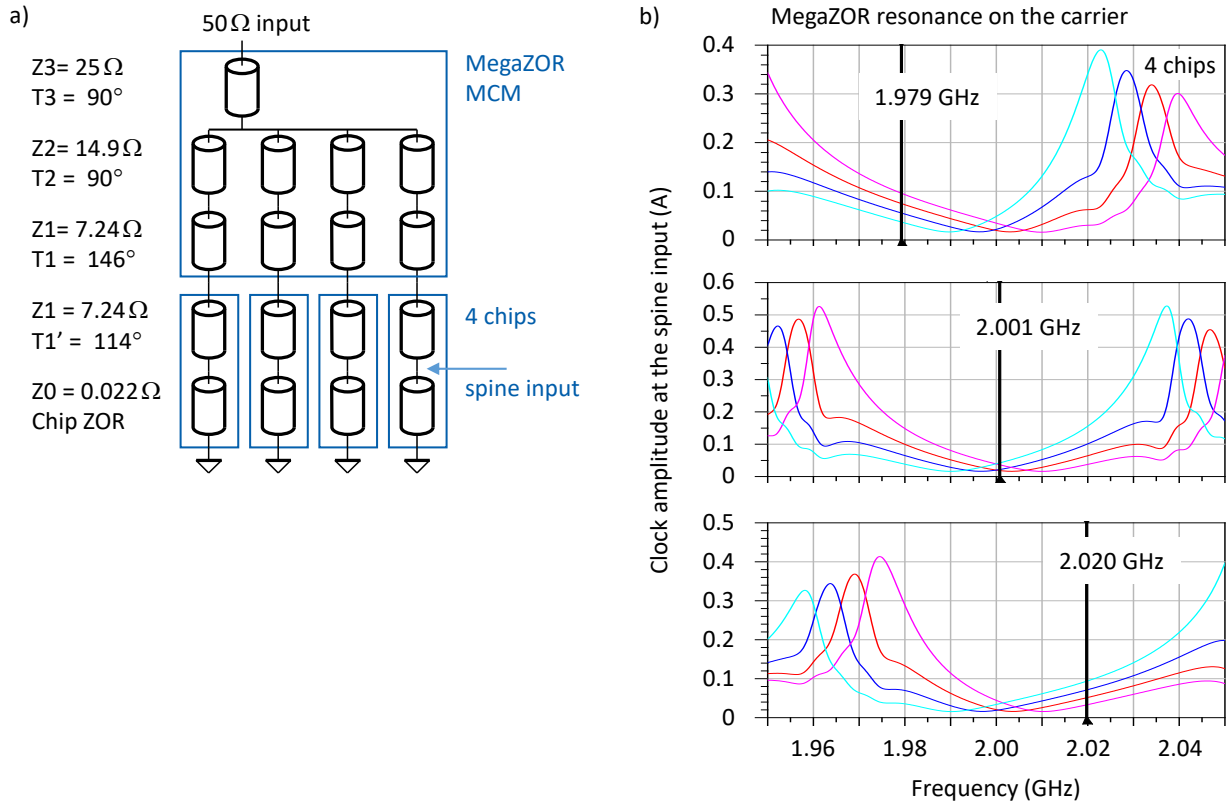 a)
50Ω input
Z3= 25Ω
T3 = 90°
MegaZOR
MCM
Z2= 14.9Ω
T2 = 90°
Z1= 7.24Ω
T1 = 146°
Z1 = 7.24Ω
T1' = 114°
4 chips
spine input
Z0 = 0.022Ω
Chip ZOR
b)
MegaZOR resonance on the carrier
Clock amplitude at the spine input (A)
0.4
0.3
0.2
0.1
0
4 chips
1.979 GHz
0.6
0.5
0.4
0.3
0.2
0.1
0
2.001 GHz
0.5
0.4
0.3
0.2
0.1
0
2.020 GHz
1.96 1.98 2.00 2.02 2.04
Frequency (GHz)